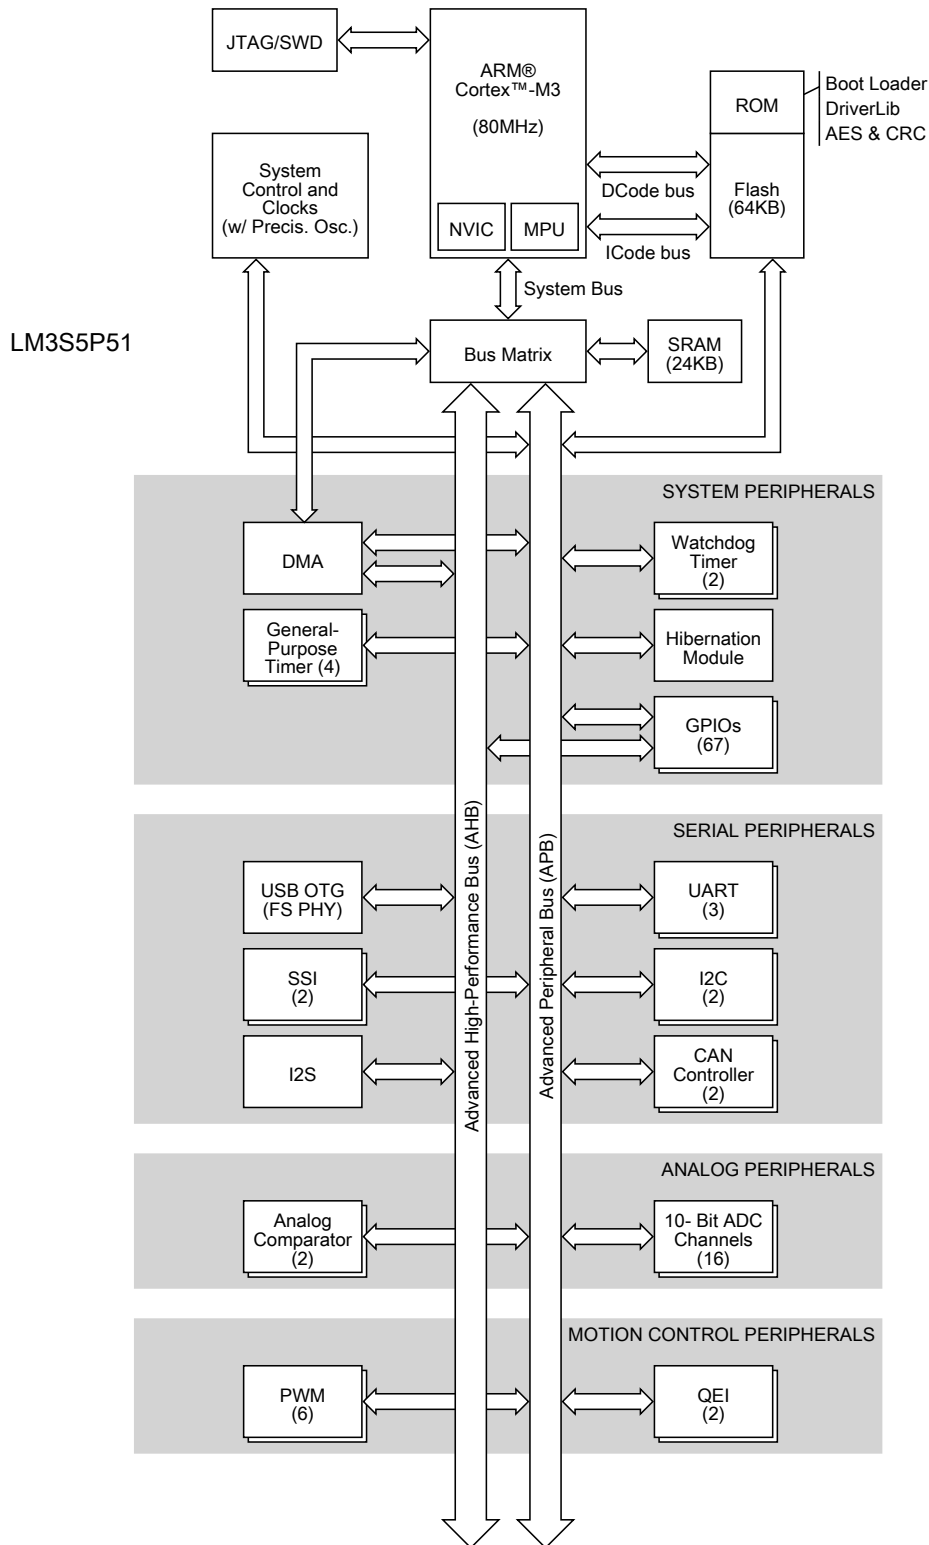 JTAG/SWD
ARM®
Cortex™-M3
(80MHz)
NVIC
MPU
ROM
Boot Loader
DriverLib
AES & CRC
Flash
(64KB)
DCode bus
ICode bus
System
Control and
Clocks
(w/ Precis. Osc.)
System Bus
LM3S5P51
Bus Matrix
SRAM
(24KB)
SYSTEM PERIPHERALS
DMA
Watchdog
Timer
(2)
General-
Purpose
Timer (4)
Hibernation
Module
GPIOs
(67)
Advanced High-Performance Bus (AHB)
Advanced Peripheral Bus (APB)
SERIAL PERIPHERALS
USB OTG
(FS PHY)
UART
(3)
SSI
(2)
I2C
(2)
I2S
CAN
Controller
(2)
ANALOG PERIPHERALS
Analog
Comparator
(2)
10- Bit ADC
Channels
(16)
MOTION CONTROL PERIPHERALS
PWM
(6)
QEI
(2)